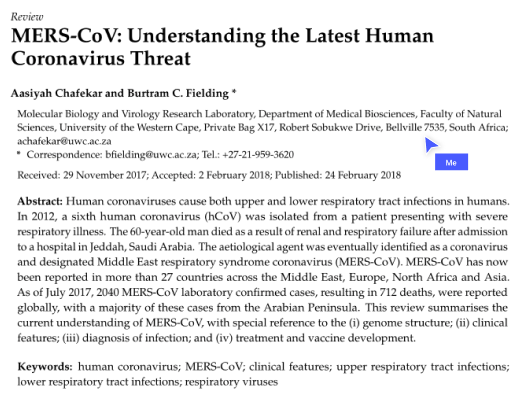 Review
MERS-CoV: Understanding the Latest Human
Coronavirus Threat
Aasiyah Chafekar and Burtram C. Fielding *
Molecular Biology and Virology Research Laboratory, Department of Medical Biosciences, Faculty of Natural
Sciences, University of the Western Cape, Private Bag X17, Robert Sobukwe Drive, Bellville 7535, South Africa;
achafekar@uwc.ac.za
* Correspondence: bfielding@uwc.ac.za; Tel.: +27-21-959-3620
Me
Received: 29 November 2017; Accepted: 2 February 2018; Published: 24 February 2018
Abstract: Human coronaviruses cause both upper and lower respiratory tract infections in humans.
In 2012, a sixth human coronavirus (hCoV) was isolated from a patient presenting with severe
respiratory illness. The 60-year-old man died as a result of renal and respiratory failure after admission
to a hospital in Jeddah, Saudi Arabia. The aetiological agent was eventually identified as a coronavirus
and designated Middle East respiratory syndrome coronavirus (MERS-CoV). MERS-CoV has now
been reported in more than 27 countries across the Middle East, Europe, North Africa and Asia.
As of July 2017, 2040 MERS-CoV laboratory confirmed cases, resulting in 712 deaths, were reported
globally, with a majority of these cases from the Arabian Peninsula. This review summarises the
current understanding of MERS-CoV, with special reference to the (i) genome structure; (ii) clinical
features; (iii) diagnosis of infection; and (iv) treatment and vaccine development.
Keywords: human coronavirus; MERS-CoV; clinical features; upper respiratory tract infections;
lower respiratory tract infections; respiratory viruses